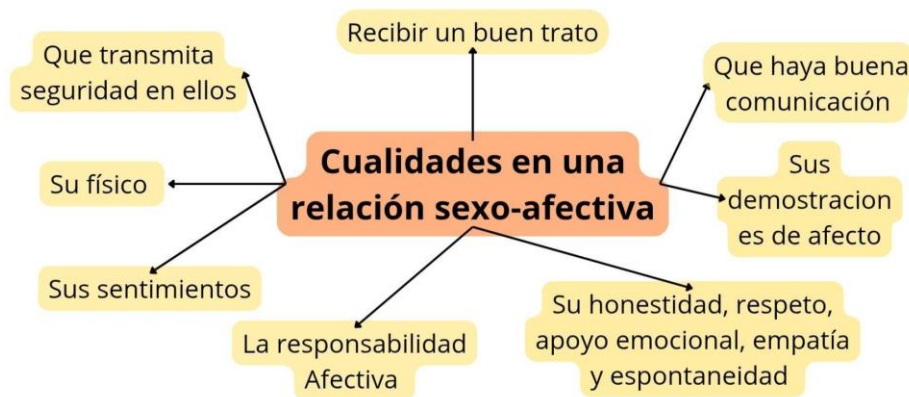 Recibir un buen trato
Que transmita
seguridad en ellos
Que haya buena
comunicación
Cualidades en una
relación sexo-afectiva
Su físico
Sus
demostracion
es de afecto
Sus sentimientos
La responsabilidad
Afectiva
Su honestidad, respeto,
apoyo emocional, empatía
y espontaneidad